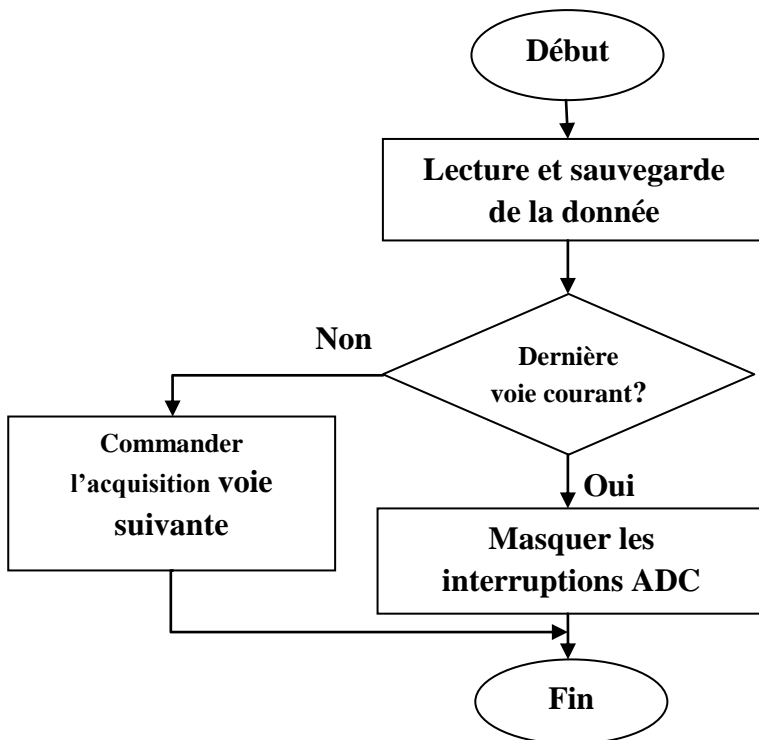 Début
Lecture et sauvegarde
de la donnée
Non
Dernière
voie courant?
Commander
l’acquisition voie
suivante
Oui
Masquer les
interruptions ADC
Fin